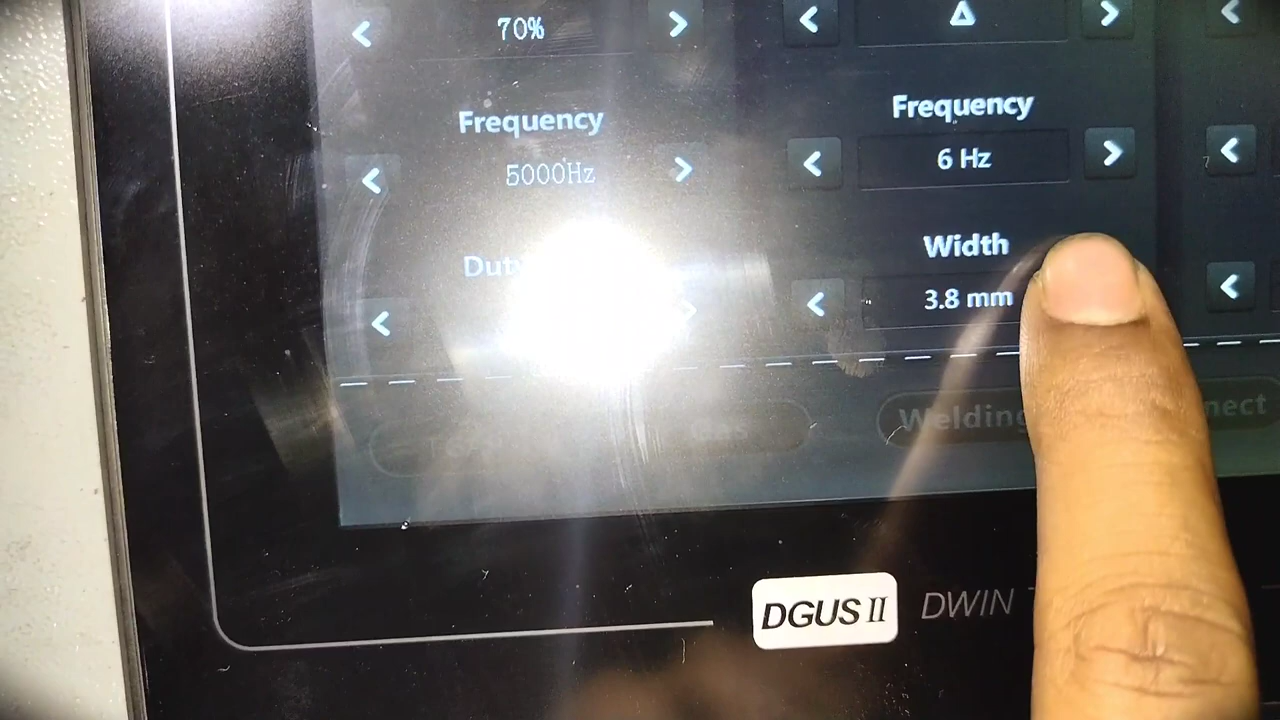 70%
Frequency
5000Hz
Frequency
6 Hz
Width
3.8 mm
Welding
DGUS II
DWIN